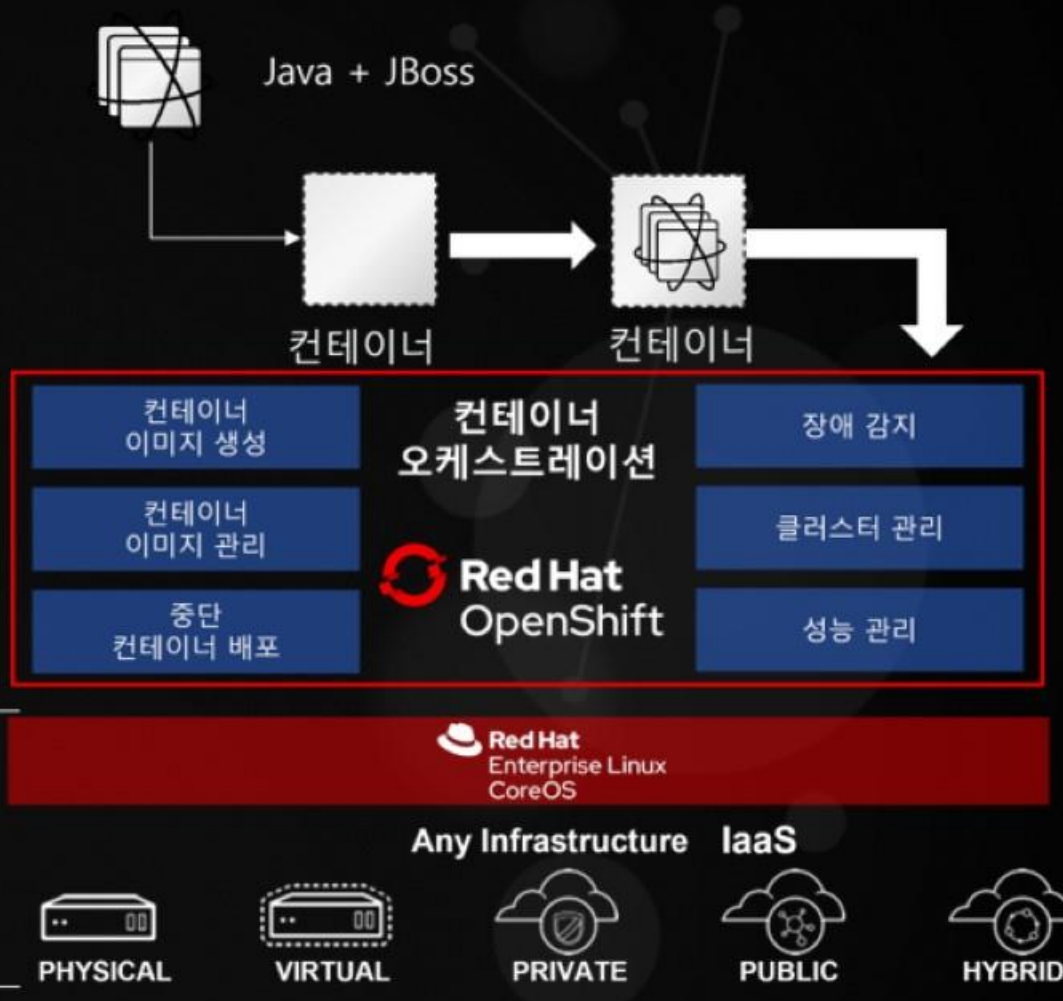 Java + JBoss
컨테이너
컨테이너
컨테이너
이미지 생성
컨테이너
이미지 관리
중단
컨테이너 배포
컨테이너
오케스트레이션
Red Hat
OpenShift
장애 감지
클러스터 관리
성능 관리
Red Hat
Enterprise Linux
CoreOS
Any Infrastructure IaaS
PHYSICAL
VIRTUAL
PRIVATE
PUBLIC
HYBRID